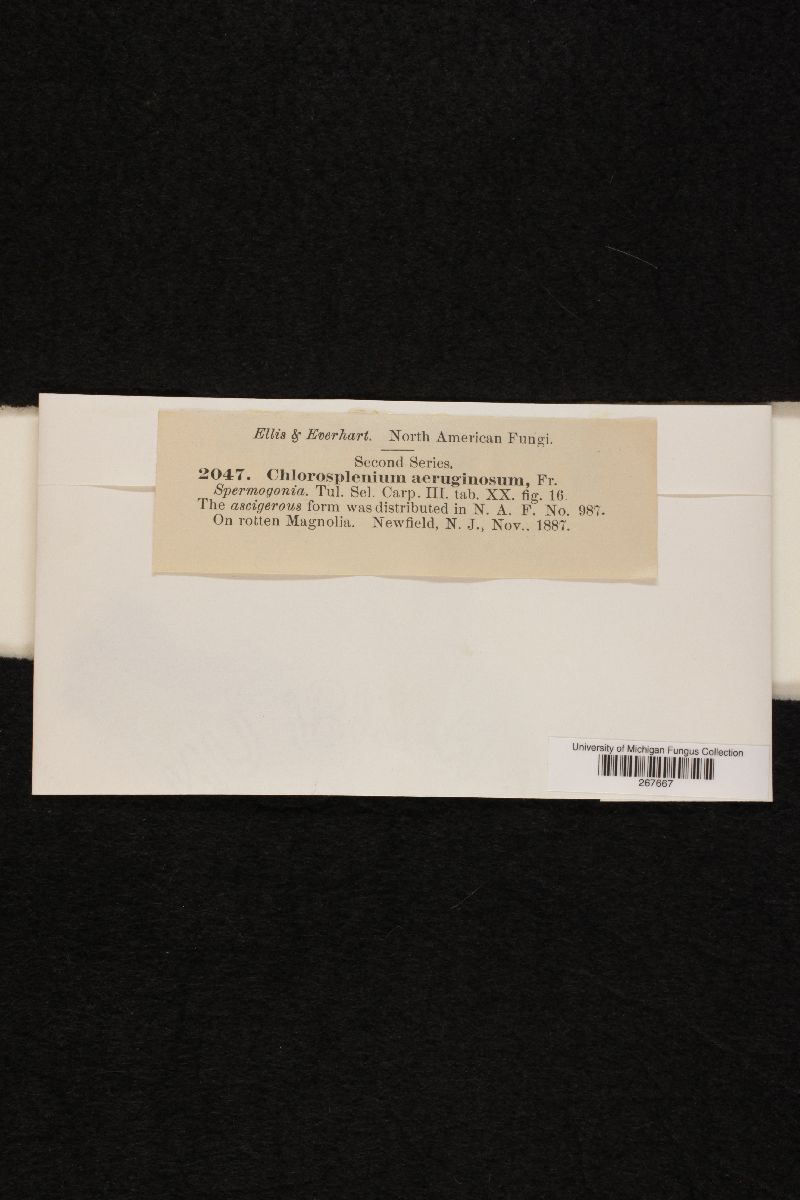 Ellis & Everhart. North American Fungi.
Second Series.
2047. Chlorosplenium aeruginosum, Fr.
Spermogonia. Tul. Sel. Carp. III. tab. XX. fig. 16.
The ascigerous form was distributed in N. A. F. No. 987.
On rotten Magnolia. Newfield, N. J., Nov.. 1887.
University of Michigan Fungus Collection
267667